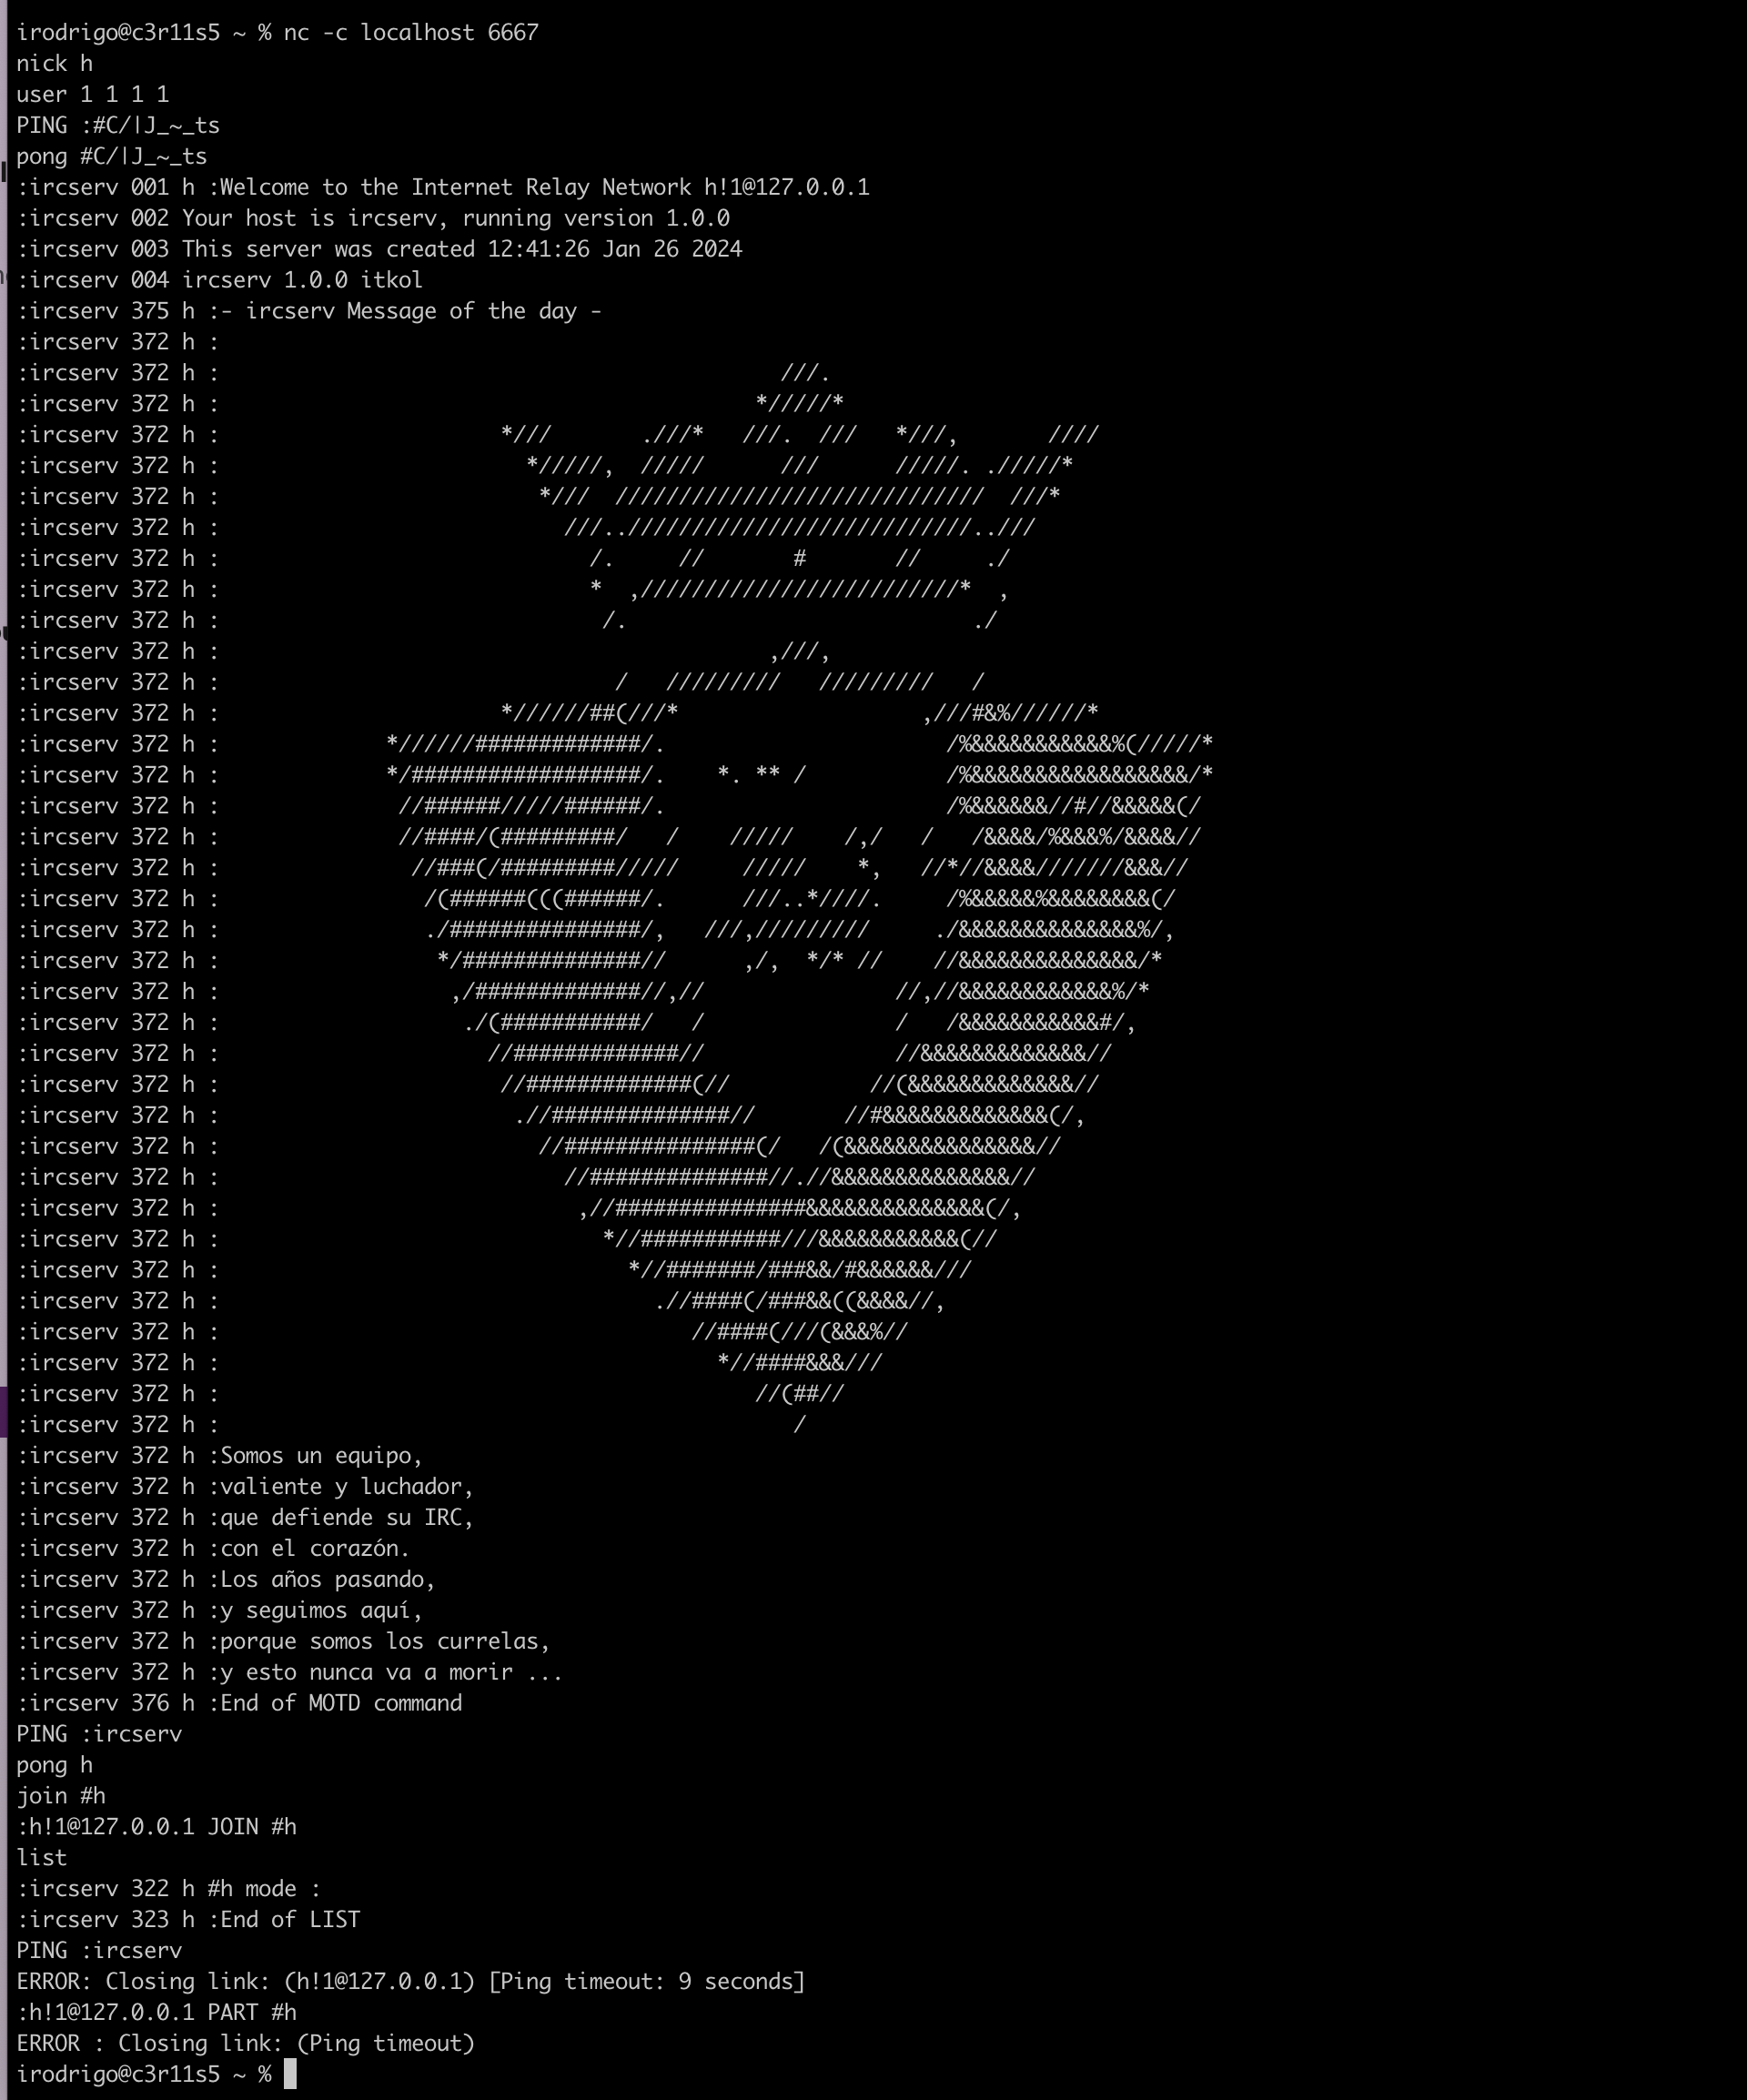 irodrigo@c3r11s5 ~ % nc -c localhost 6667
nick h
user 1 1 1 1
PING :#C/|J_~_ts
pong #C/|J_~_ts
:ircserv 001 h :Welcome to the Internet Relay Network h!1@127.0.0.1
:ircserv 002 Your host is ircserv, running version 1.0.0
:ircserv 003 This server was created 12:41:26 Jan 26 2024
:ircserv 004 ircserv 1.0.0 itkol
:ircserv 375 h :- ircserv Message of the day -
:ircserv 372 h :
:ircserv 372 h :                                            ///.
:ircserv 372 h :                                          */////*
:ircserv 372 h :                      *///       .///*   ///.  ///   *///,       ////
:ircserv 372 h :                        */////,  /////      ///      /////. ./////*
:ircserv 372 h :                         *///  /////////////////////////////  ///*
:ircserv 372 h :                           ///..///////////////////////////..///
:ircserv 372 h :                             /.     //       #       //     ./
:ircserv 372 h :                             *  ,/////////////////////////*  ,
:ircserv 372 h :                              /.                           ./
:ircserv 372 h :                                           ,///,
:ircserv 372 h :                               /   /////////   /////////   /
:ircserv 372 h :                      *//////##(///*                   ,///#&%//////*
:ircserv 372 h :             *//////#############/.                      /%&&&&&&&&&&&%(/////*
:ircserv 372 h :             */##################/.    *. ** /           /%&&&&&&&&&&&&&&&&&/*
:ircserv 372 h :              //######/////######/.                      /%&&&&&&//#//&&&&&(/
:ircserv 372 h :              //####/(#########/   /    /////    /,/   /   /&&&&/%&&&%/&&&&//
:ircserv 372 h :               //###(/#########/////     /////    *,   //*//&&&&///////&&&//
:ircserv 372 h :                /(######(((######/.      ///..*////.     /%&&&&&%&&&&&&&&(/
:ircserv 372 h :                ./###############/,   ///,/////////     ./&&&&&&&&&&&&&&%/,
:ircserv 372 h :                 */##############//      ,/,  */* //    //&&&&&&&&&&&&&&/*
:ircserv 372 h :                  ,/#############//,//               //,//&&&&&&&&&&&&%/*
:ircserv 372 h :                   ./(###########/   /               /   /&&&&&&&&&&&#/,
:ircserv 372 h :                     //#############//               //&&&&&&&&&&&&&//
:ircserv 372 h :                      //#############(//           //(&&&&&&&&&&&&&//
:ircserv 372 h :                       .//##############//       //#&&&&&&&&&&&&&(/,
:ircserv 372 h :                         //###############(/   /(&&&&&&&&&&&&&&&//
:ircserv 372 h :                           //##############//.//&&&&&&&&&&&&&&//
:ircserv 372 h :                            ,//###############&&&&&&&&&&&&&&(/,
:ircserv 372 h :                              *//###########///&&&&&&&&&&&(//
:ircserv 372 h :                                *//#######/###&&/#&&&&&&///
:ircserv 372 h :                                  .//####(/###&&((&&&&//,
:ircserv 372 h :                                     //####(///(&&&%//
:ircserv 372 h :                                       *//####&&&///
:ircserv 372 h :                                          //(##//
:ircserv 372 h :                                             /
:ircserv 372 h :Somos un equipo,
:ircserv 372 h :valiente y luchador,
:ircserv 372 h :que defiende su IRC,
:ircserv 372 h :con el corazón.
:ircserv 372 h :Los años pasando,
:ircserv 372 h :y seguimos aquí,
:ircserv 372 h :porque somos los currelas,
:ircserv 372 h :y esto nunca va a morir ...
:ircserv 376 h :End of MOTD command
PING :ircserv
pong h
join #h
:h!1@127.0.0.1 JOIN #h
list
:ircserv 322 h #h mode :
:ircserv 323 h :End of LIST
PING :ircserv
ERROR: Closing link: (h!1@127.0.0.1) [Ping timeout: 9 seconds]
:h!1@127.0.0.1 PART #h
ERROR : Closing link: (Ping timeout)
irodrigo@c3r11s5 ~ %